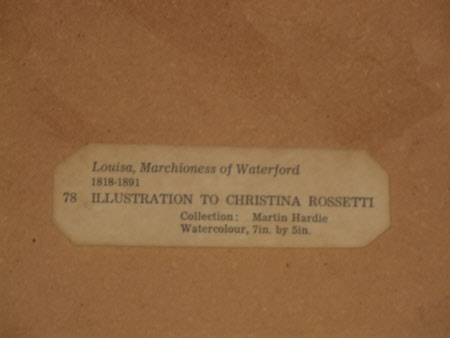 Louisa, Marchioness of Waterford
1818-1891
78 ILLUSTRATION TO CHRISTINA ROSSETTI
Collection: Martin Hardie
Watercolour, 7in. by 5in.